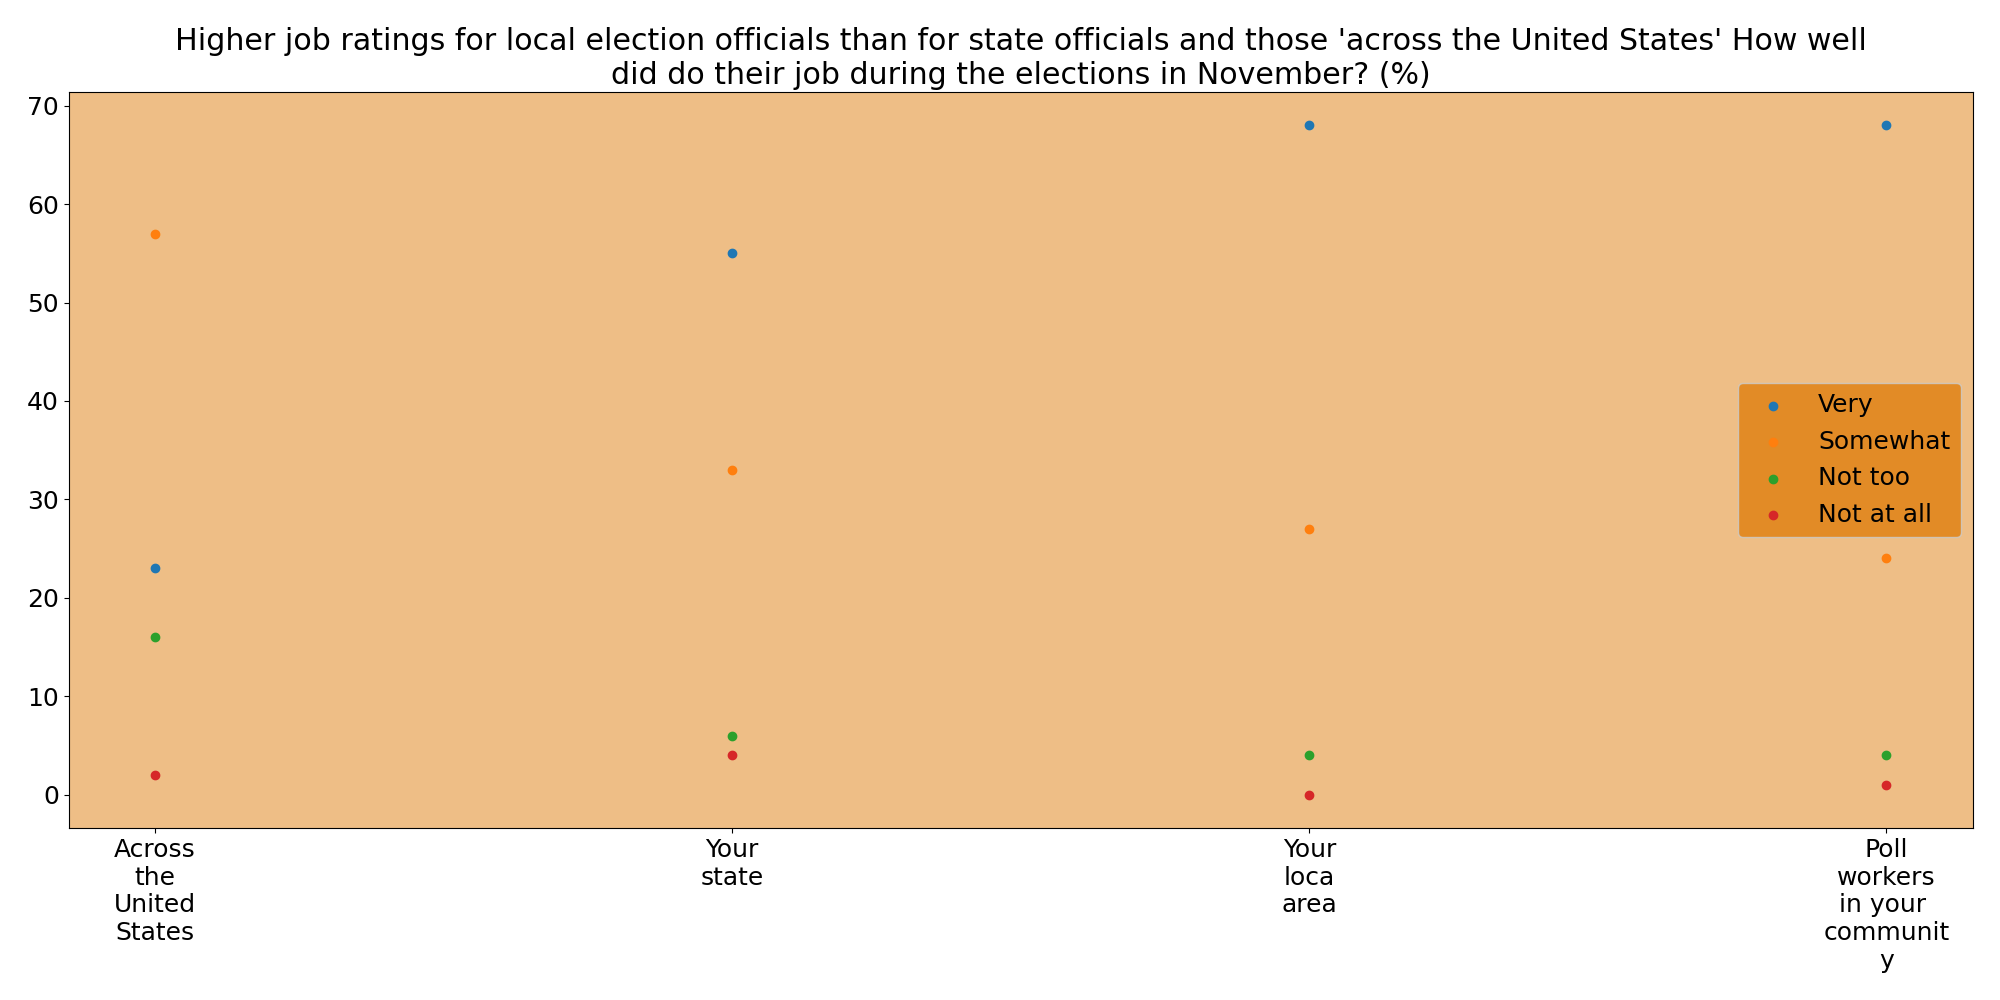 Higher job ratings for local election officials than for state officials and those 'across the United States' How well
did do their job during the elections in November? (%)
70
60
50
40
30
20
10
0
Very
Somewhat
Not too
Not at all
Across
the
United
States
Your
state
Your
loca
area
Poll
workers
in your
communit
y